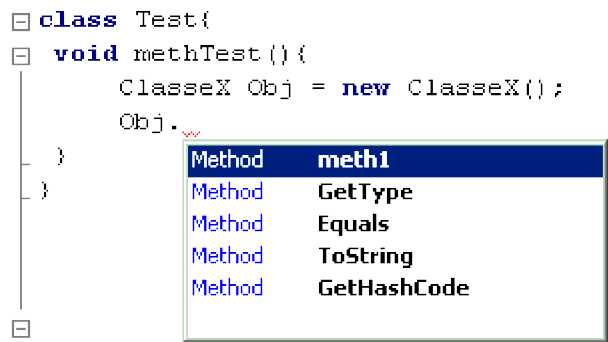 class Test{
void methTest(){
ClasseX Obj = new ClasseX();
Obj.
Method meth1
} Method GetType
} Method Equals
Method ToString
Method GetHashCode